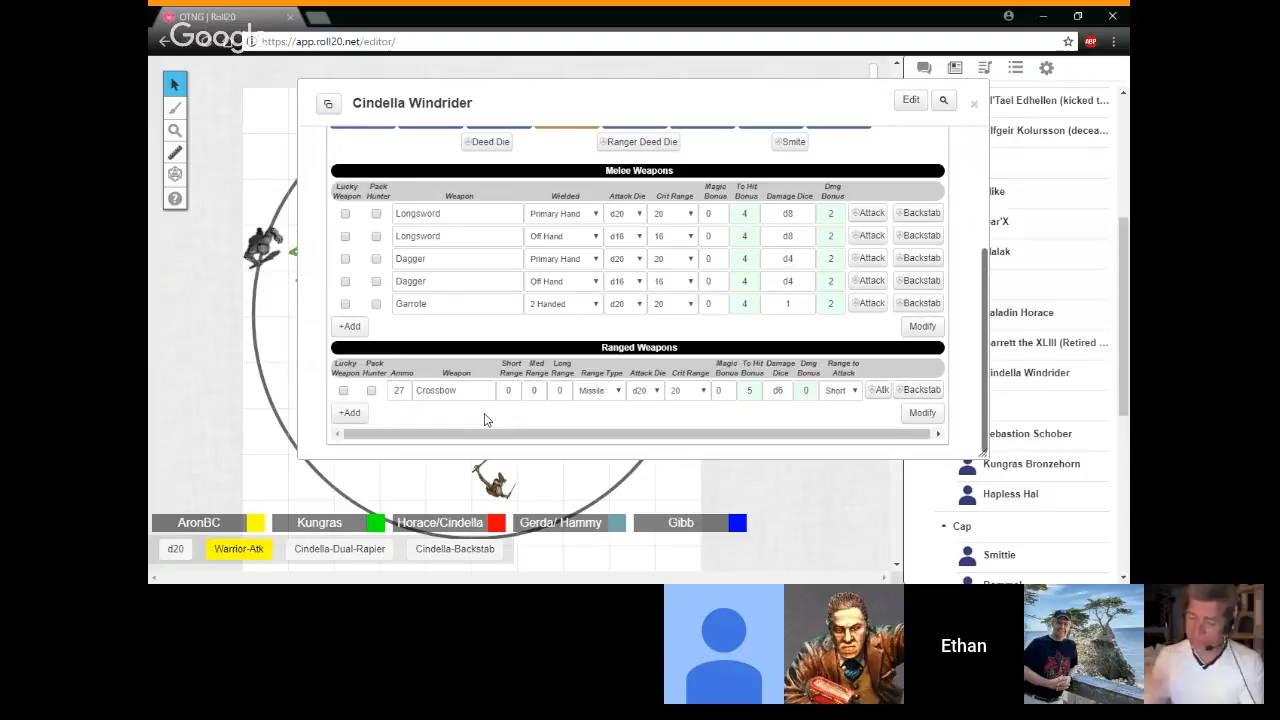 OTNG | Roll20
Google
https://app.roll20.net/editor/
ABP
Cindella Windrider
Edit
Deed Die
Ranger Deed Die
Smite
Melee Weapons
Lucky Weapon Pack Hunter Weapon Wielded Attack Die Crit Range Magic Bonus To Hit Bonus Damage Dice Dmg Bonus
Longsword Primary Hand d20 20 0 4 d8 2 Attack Backstab
Longsword Off Hand d16 16 0 4 d8 2 Attack Backstab
Dagger Primary Hand d20 20 0 4 d4 2 Attack Backstab
Dagger Off Hand d16 16 0 4 d4 2 Attack Backstab
Garrote 2 Handed d20 20 0 4 1 2 Attack Backstab
+Add Modify
Ranged Weapons
Lucky Weapon Pack Hunter Ammo Weapon Short Range Med Range Long Range Range Type Attack Die Crit Range Magic Bonus To Hit Bonus Damage Dice Dmg Bonus Range to Attack
27 Crossbow 0 0 0 Missile d20 20 0 5 d6 0 Short Atk Backstab
+Add Modify
l'Tael Edhellen (kicked t...
lfgeir Kolursson (decea...
like
ear'X
lalak
aladin Horace
arrett the XLIII (Retired ...
indella Windrider
ebastion Schober
Kungras Bronzehorn
Hapless Hal
Cap
Smittie
AronBC
Kungras
Horace/Cindella
Gerda/ Hammy
Gibb
d20
Warrior-Atk
Cindella-Dual-Rapier
Cindella-Backstab
Ethan